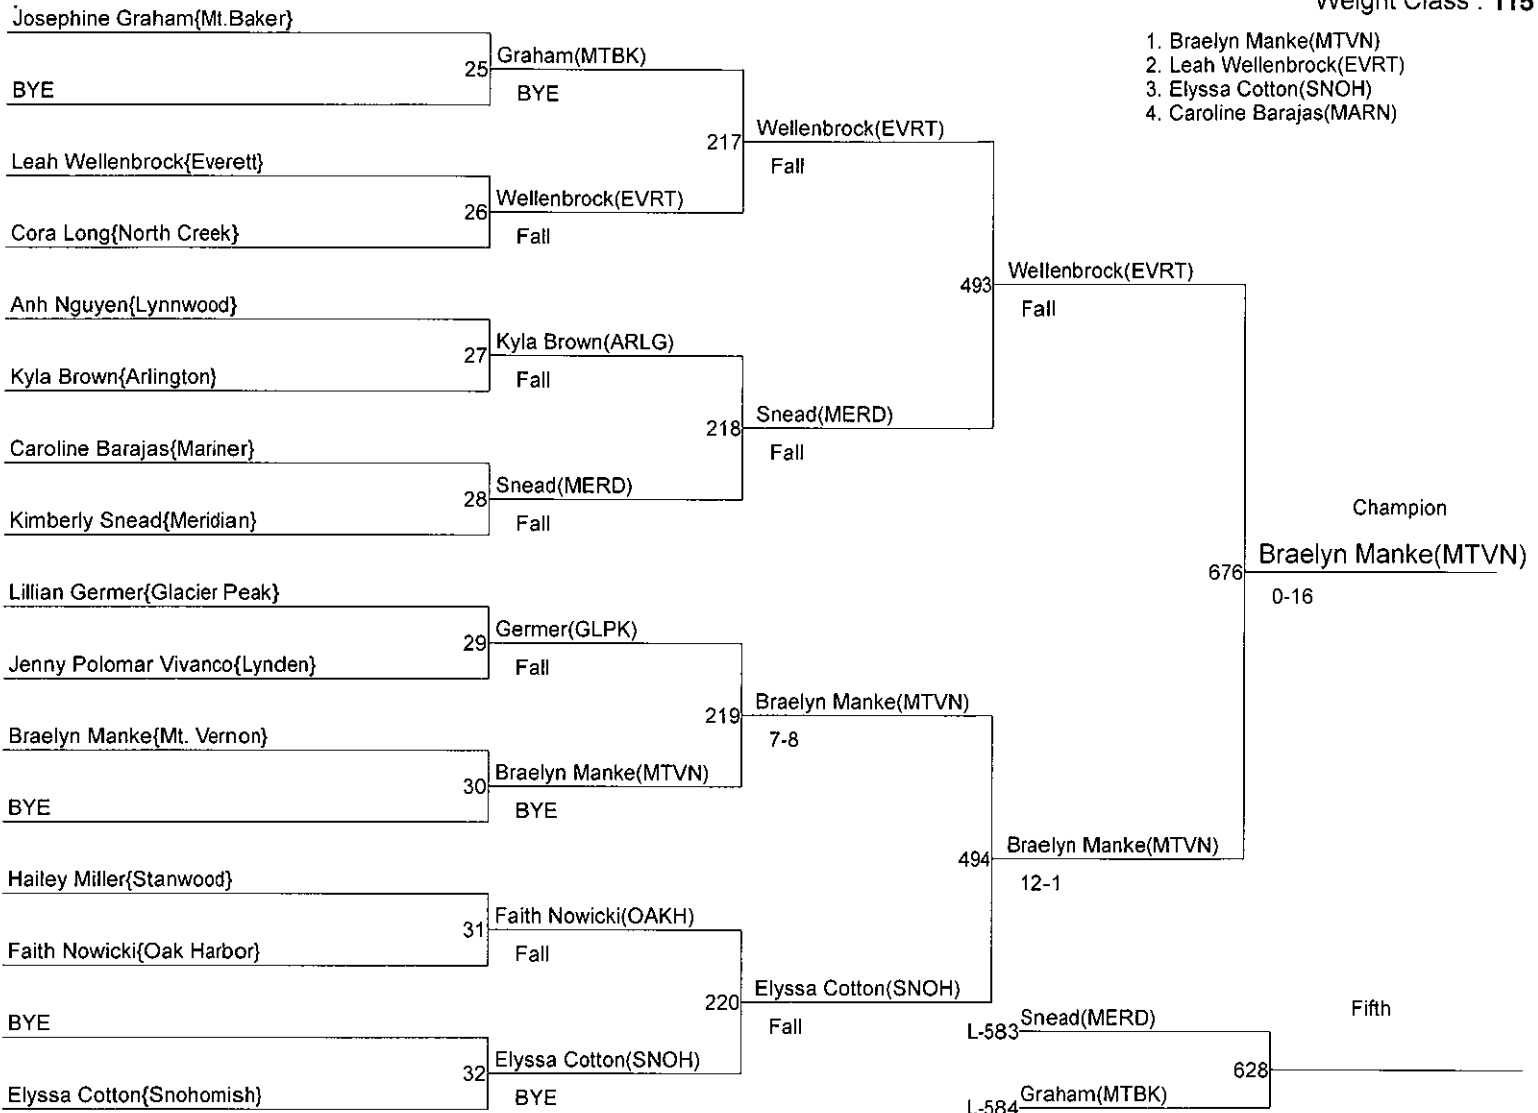 Weight Class : 115
1. Braelyn Manke(MTVN)
2. Leah Wellenbrock(EVRT)
3. Elyssa Cotton(SNOH)
4. Caroline Barajas(MARN)
Josephine Graham{Mt.Baker}
BYE
Leah Wellenbrock{Everett}
Cora Long{North Creek}
Anh Nguyen{Lynnwood}
Kyla Brown{Arlington}
Caroline Barajas{Mariner}
Kimberly Snead{Meridian}
Lillian Germer{Glacier Peak}
Jenny Polomar Vivanco{Lynden}
Braelyn Manke{Mt. Vernon}
BYE
Hailey Miller{Stanwood}
Faith Nowicki{Oak Harbor}
BYE
Elyssa Cotton{Snohomish}
25 Graham(MTBK)
BYE
26 Wellenbrock(EVRT)
Fall
27 Kyla Brown(ARLG)
Fall
28 Snead(MERD)
Fall
29 Germer(GLPK)
Fall
30 Braelyn Manke(MTVN)
BYE
31 Faith Nowicki(OAKH)
Fall
32 Elyssa Cotton(SNOH)
BYE
217 Wellenbrock(EVRT)
Fall
218 Snead(MERD)
Fall
219 Braelyn Manke(MTVN)
7-8
220 Elyssa Cotton(SNOH)
Fall
493 Wellenbrock(EVRT)
Fall
494 Braelyn Manke(MTVN)
12-1
Champion
676 Braelyn Manke(MTVN)
0-16
Fifth
L-583 Snead(MERD)
628
L-584 Graham(MTBK)